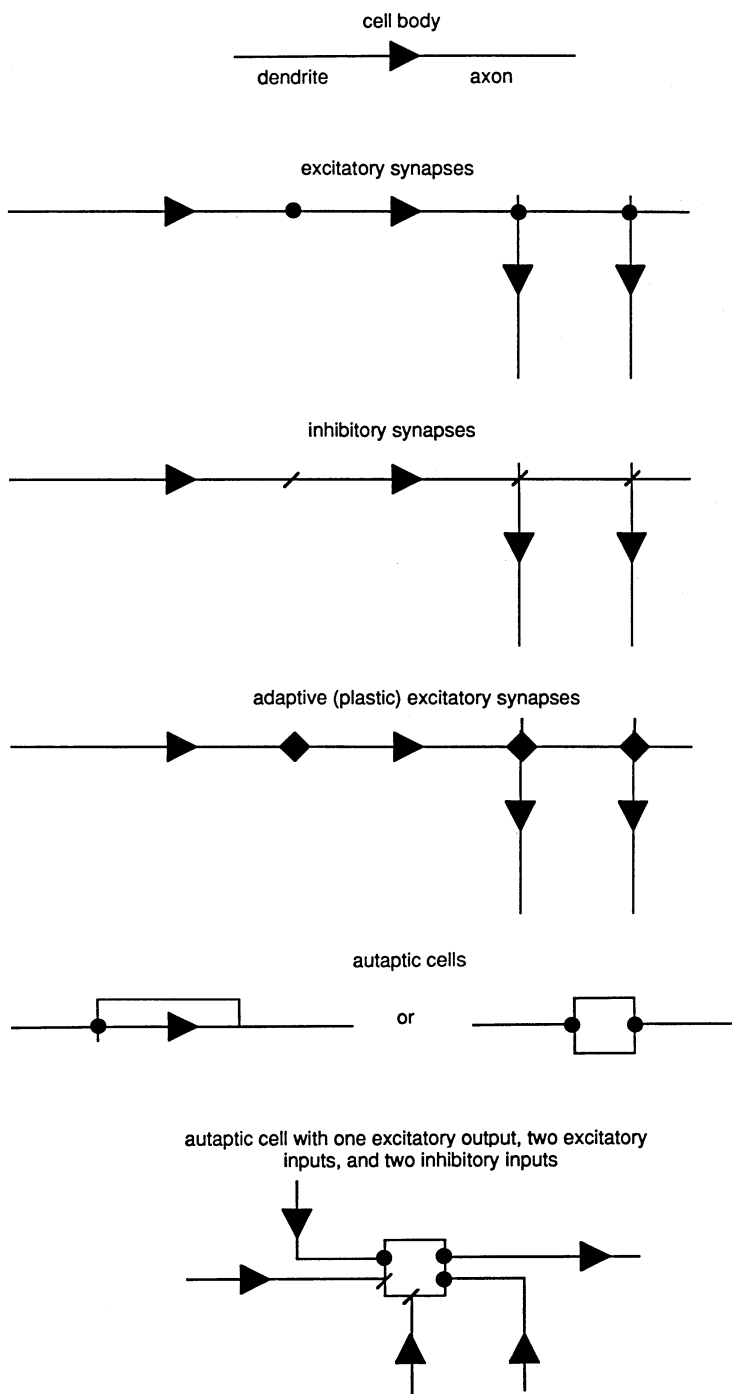 cell body
dendrite
axon
excitatory synapses
inhibitory synapses
adaptive (plastic) excitatory synapses
autaptic cells
or
autaptic cell with one excitatory output, two excitatory
inputs, and two inhibitory inputs